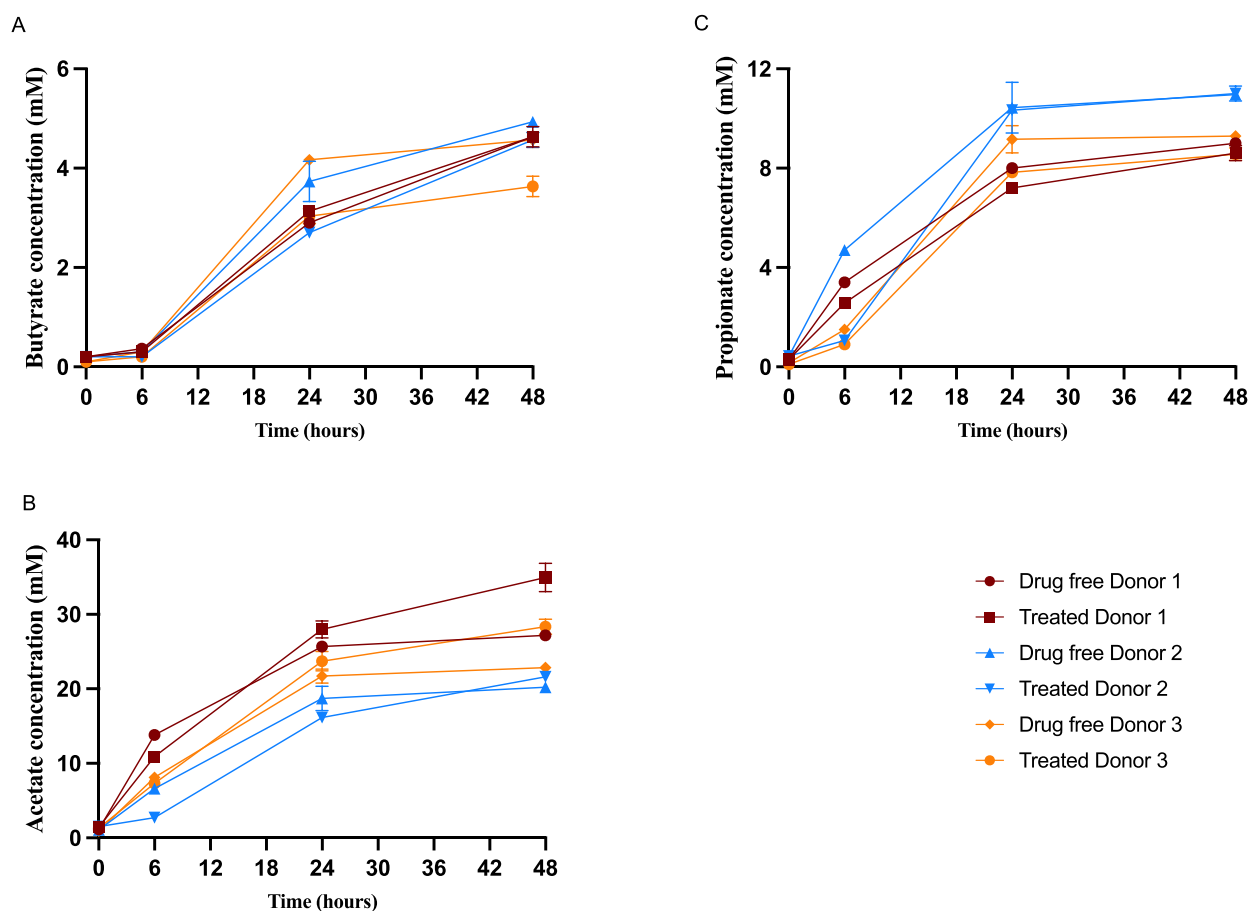 A
Butyrate concentration (mM)
6
4
2
0
0 6 12 18 24 30 36 42 48
Time (hours)
C
Propionate concentration (mM)
12
8
4
0
0 6 12 18 24 30 36 42 48
Time (hours)
B
Acetate concentration (mM)
40
30
20
10
0
0 6 12 18 24 30 36 42 48
Time (hours)
Drug free Donor 1
Treated Donor 1
Drug free Donor 2
Treated Donor 2
Drug free Donor 3
Treated Donor 3